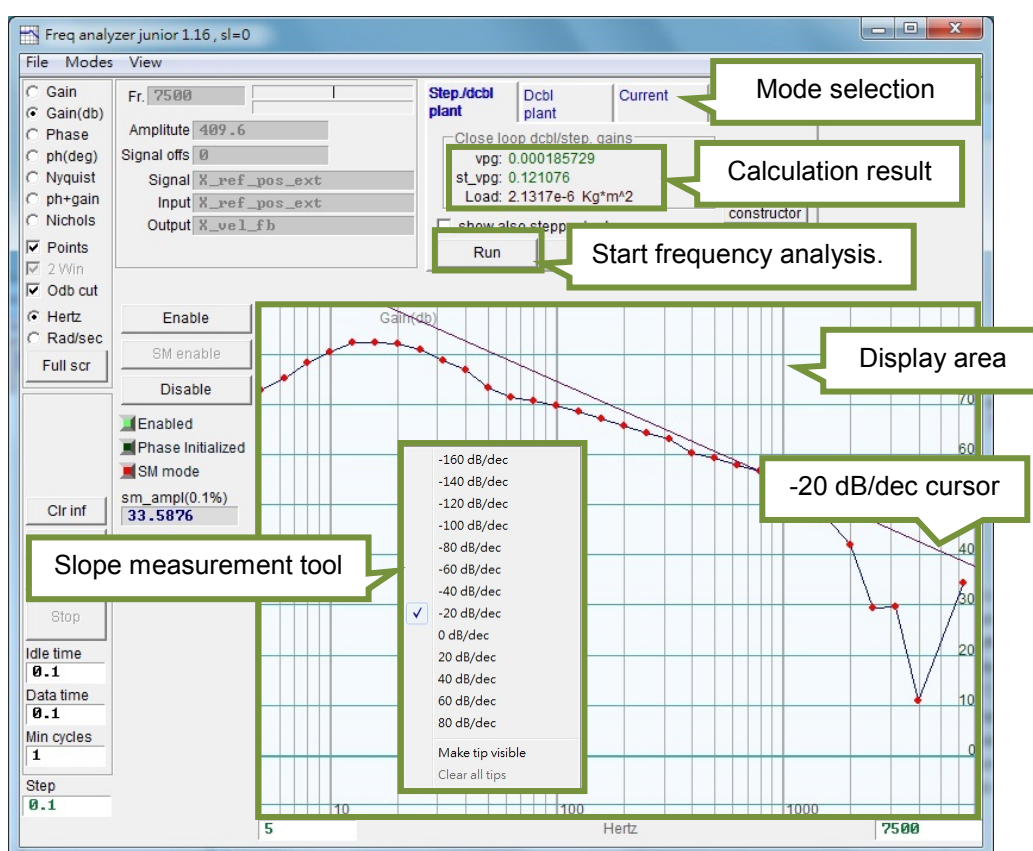 Freq analyzer junior 1.16 , sl=0
File Modes View
Gain
Gain(db)
Phase
ph(deg)
Nyquist
ph+gain
Nichols
Points
2 Win
Odb cut
Hertz
Rad/sec
Full scr
Fr. 7500
Amplitute 409.6
Signal offs 0
Signal X_ref_pos_ext
Input X_ref_pos_ext
Output X_vel_fb
Step./dcbl plant
Dcbl plant
Current
Mode selection
Close loop dcbl/step. gains
vpg: 0.000185729
st_vpg: 0.121076
Load: 2.1317e-6 Kg*m^2
Calculation result
constructor
show also stepp
Run
Start frequency analysis.
Enable
SM enable
Disable
Enabled
Phase Initialized
SM mode
sm_ampl(0.1%)
33.5876
Clr inf
Slope measurement tool
Stop
Idle time
0.1
Data time
0.1
Min cycles
1
Step
0.1
Gain(db)
Display area
70
60
-20 dB/dec cursor
40
30
20
10
0
-160 dB/dec
-140 dB/dec
-120 dB/dec
-100 dB/dec
-80 dB/dec
-60 dB/dec
-40 dB/dec
-20 dB/dec
0 dB/dec
20 dB/dec
40 dB/dec
60 dB/dec
80 dB/dec
Make tip visible
Clear all tips
10 100 1000
5 Hertz 7500